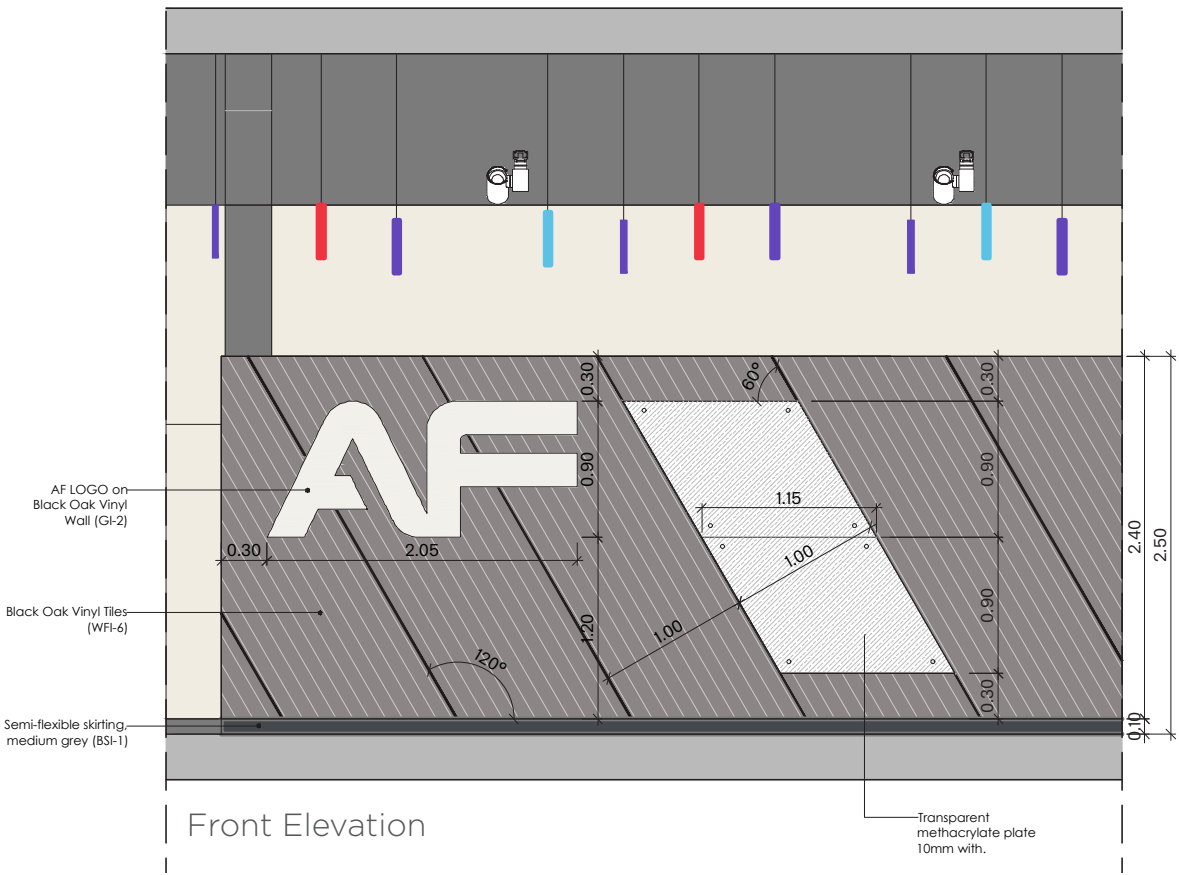 0.30
60°
0.30
AF
0.90
0.90
AF LOGO on
Black Oak Vinyl
Wall (GI-2)
1.15
0.30
2.05
1.00
2.40
2.50
Black Oak Vinyl Tiles
(WFI-6)
1.20
1.00
0.90
120°
0.30
Semi-flexible skirting,
medium grey (BSI-1)
0.10
Front Elevation
Transparent
methacrylate plate
10mm with.